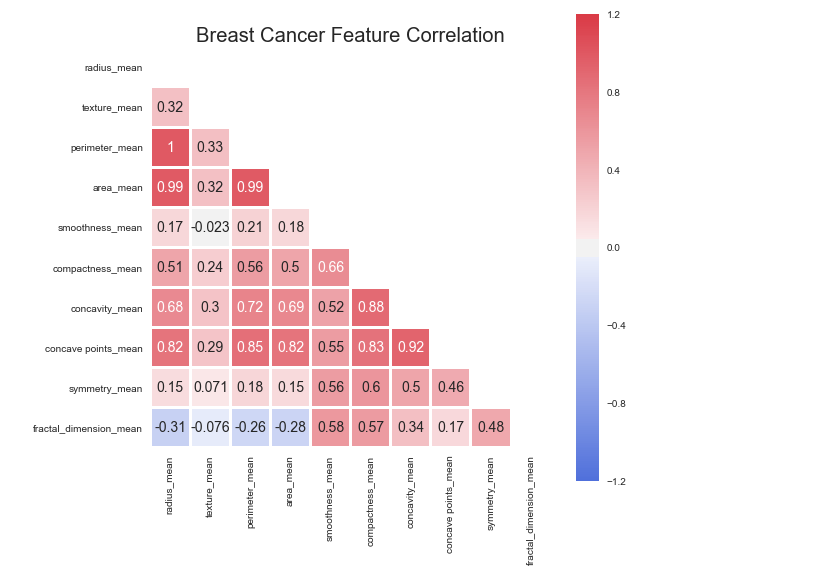 Breast Cancer Feature Correlation
1.2
0.8
0.4
0.0
−0.4
−0.8
−1.2
radius_mean
texture_mean 0.32
perimeter_mean 1 0.33
area_mean 0.99 0.32 0.99
smoothness_mean 0.17 -0.023 0.21 0.18
compactness_mean 0.51 0.24 0.56 0.5 0.66
concavity_mean 0.68 0.3 0.72 0.69 0.52 0.88
concave points_mean 0.82 0.29 0.85 0.82 0.55 0.83 0.92
symmetry_mean 0.15 0.071 0.18 0.15 0.56 0.6 0.5 0.46
fractal_dimension_mean -0.31 -0.076 -0.26 -0.28 0.58 0.57 0.34 0.17 0.48
radius_mean
texture_mean
perimeter_mean
area_mean
smoothness_mean
compactness_mean
concavity_mean
concave points_mean
symmetry_mean
fractal_dimension_mean